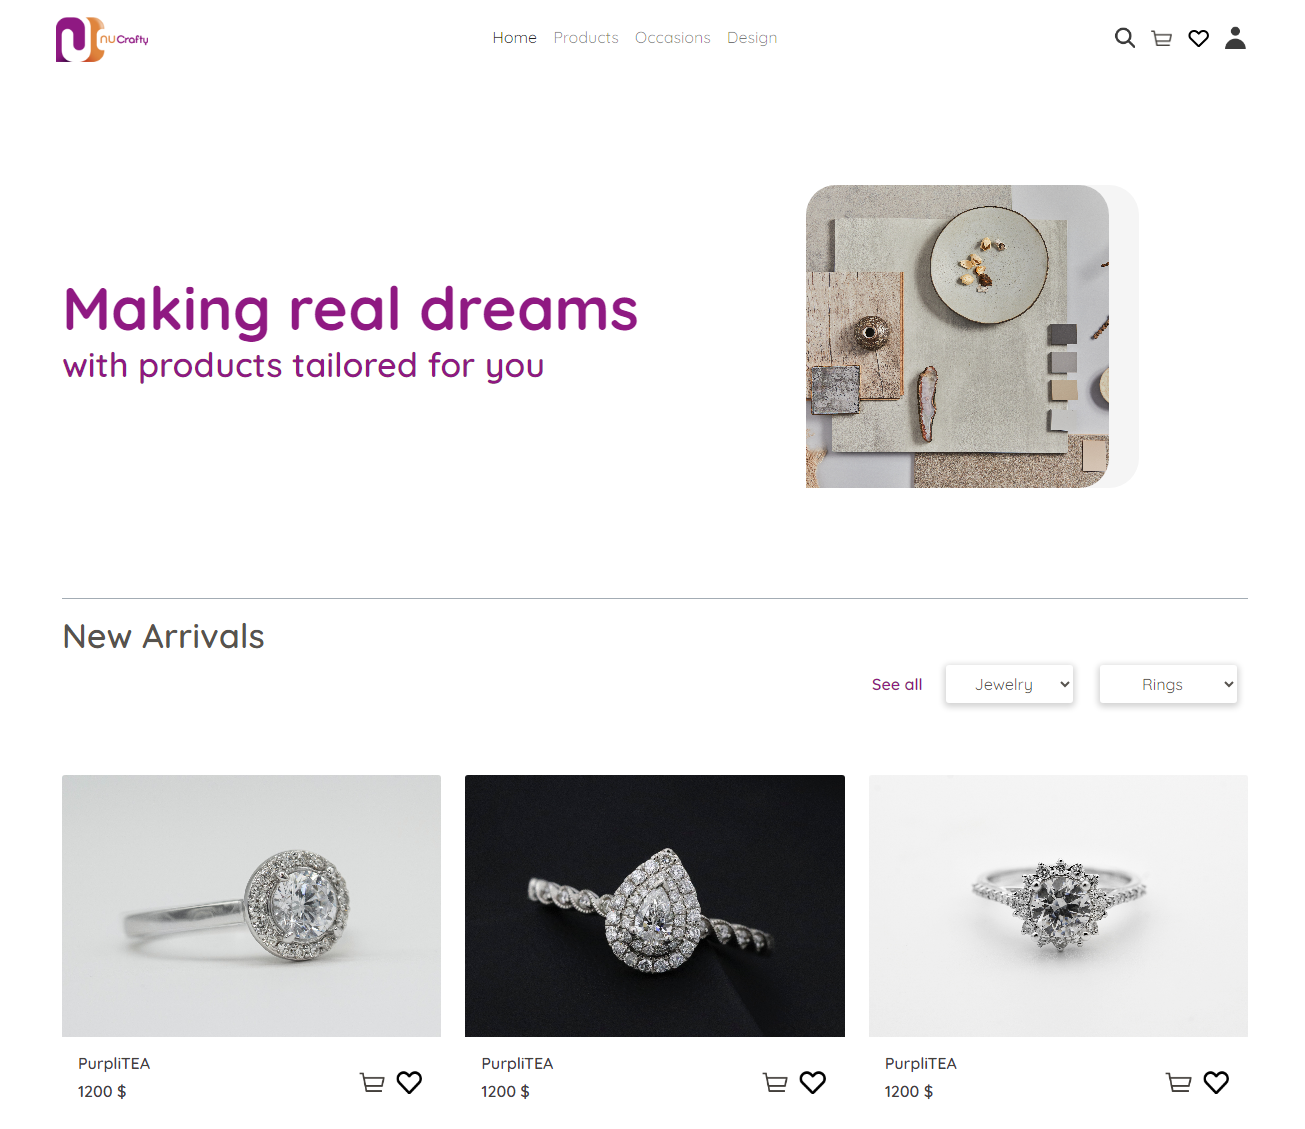 nuCrafty
Home Products Occasions Design
Making real dreams
with products tailored for you
New Arrivals
See all Jewelry Rings
PurpliTEA
1200 $
PurpliTEA
1200 $
PurpliTEA
1200 $